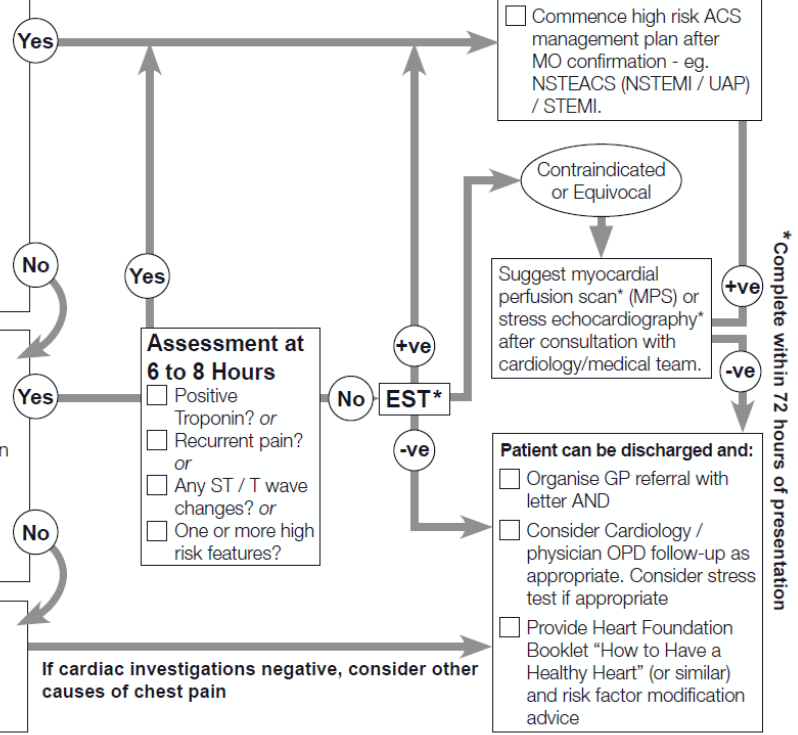 Yes
Commence high risk ACS
management plan after
MO confirmation - eg.
NSTEACS (NSTEMI / UAP)
/ STEMI.
Contraindicated
or Equivocal
No
Yes
Suggest myocardial
perfusion scan* (MPS) or
stress echocardiography*
after consultation with
cardiology/medical team.
+ve
-ve
*Complete within 72 hours of presentation
Yes
Assessment at
6 to 8 Hours
Positive
Troponin? or
Recurrent pain?
or
Any ST / T wave
changes? or
One or more high
risk features?
No
+ve
EST*
-ve
n
No
Patient can be discharged and:
Organise GP referral with
letter AND
Consider Cardiology /
physician OPD follow-up as
appropriate. Consider stress
test if appropriate
Provide Heart Foundation
Booklet “How to Have a
Healthy Heart” (or similar)
and risk factor modification
advice
If cardiac investigations negative, consider other
causes of chest pain